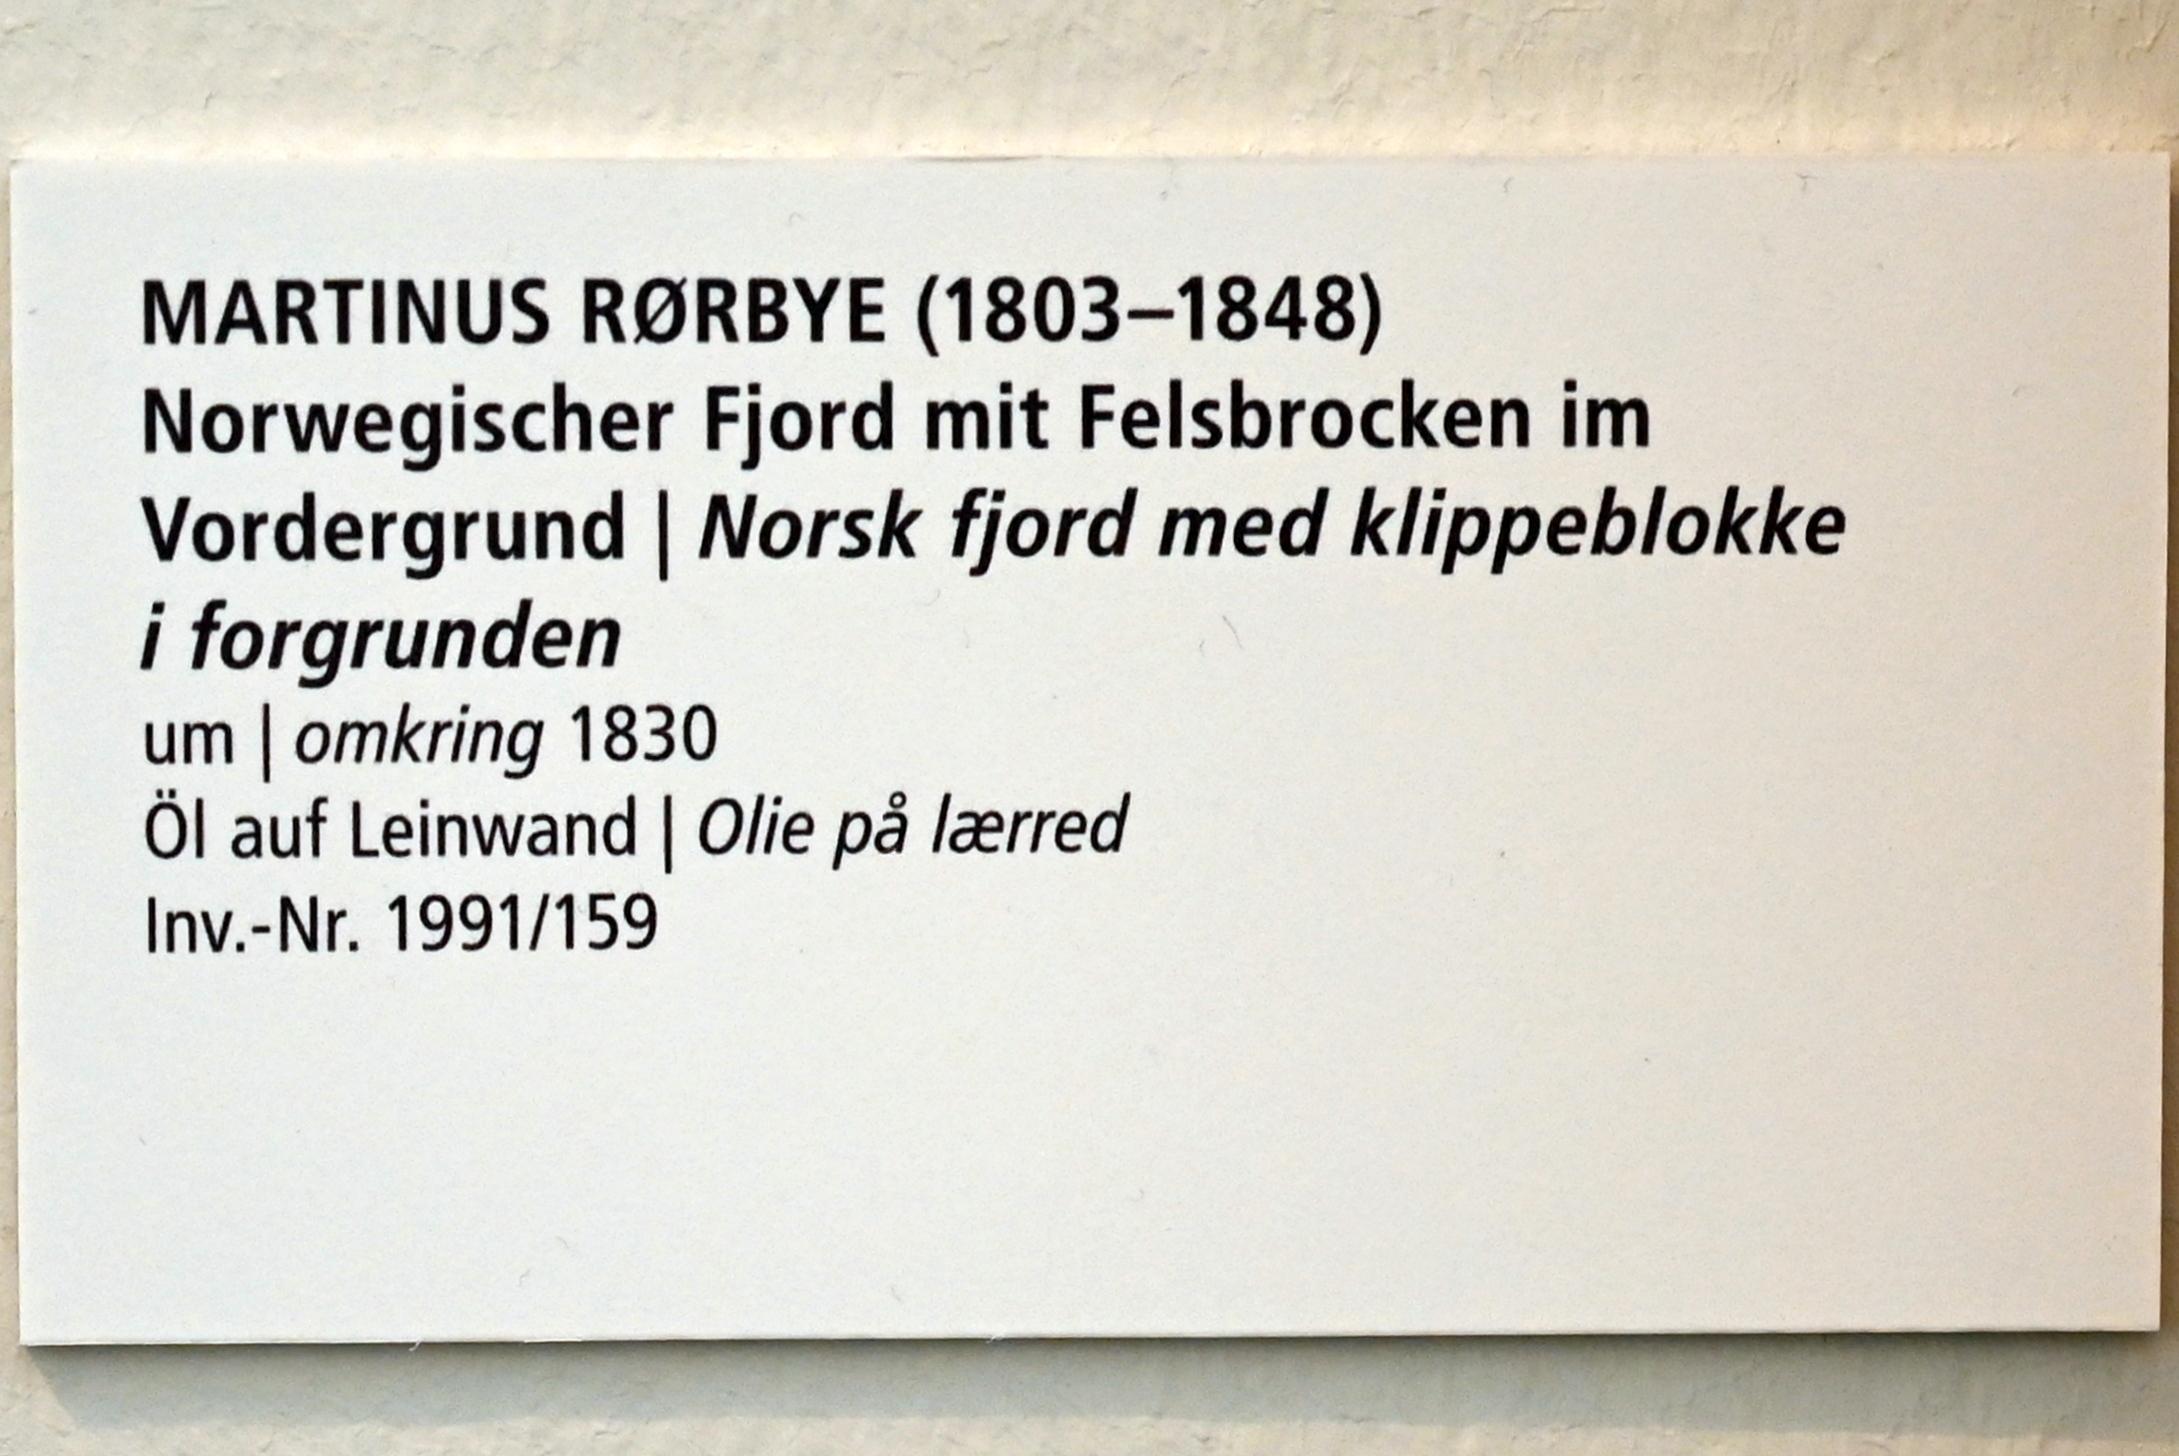 MARTINUS RØRBYE (1803–1848)
Norwegischer Fjord mit Felsbrocken im
Vordergrund | Norsk fjord med klippeblokke
i forgrunden
um | omkring 1830
Öl auf Leinwand | Olie på lærred
Inv.-Nr. 1991/159